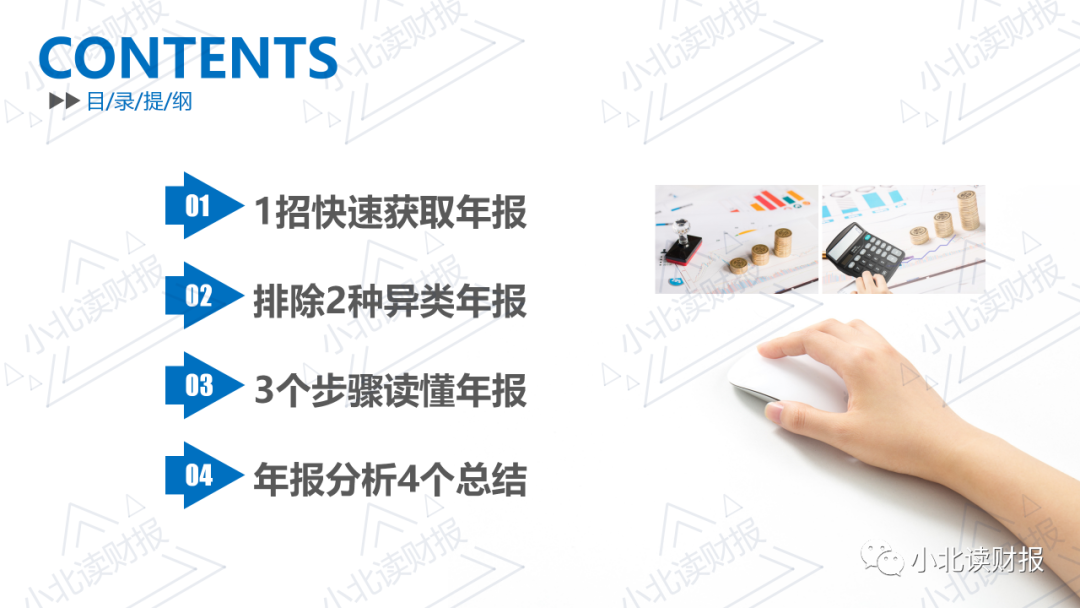 CONTENTS
目/录/提/纲
01
1招快速获取年报
02
排除2种异类年报
03
3个步骤读懂年报
04
年报分析4个总结
小北读财报